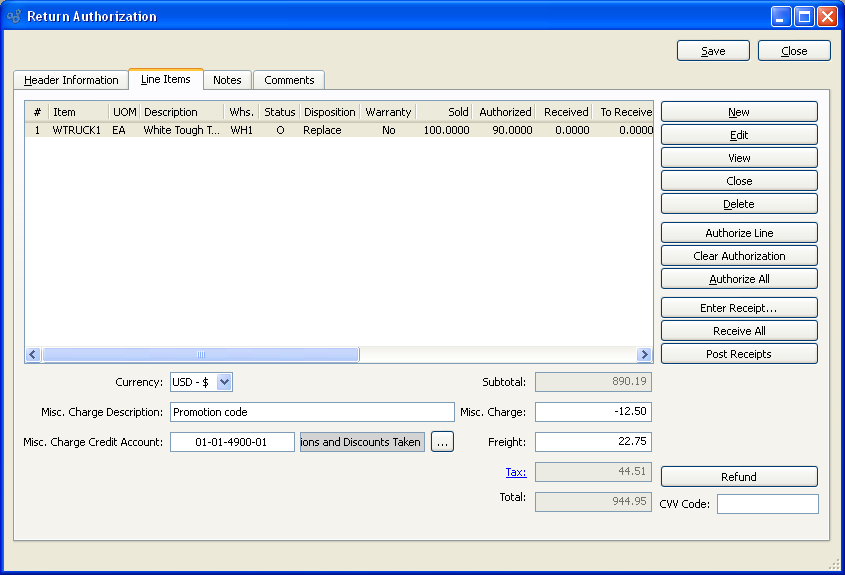 Return Authorization
Save Close
Header Information Line Items Notes Comments
# Item UOM Description Whs. Status Disposition Warranty Sold Authorized Received To Receive
1 WTRUCK1 EA White Tough T... WH1 O Replace No 100.0000 90.0000 0.0000 0.0000
New
Edit
View
Close
Delete
Authorize Line
Clear Authorization
Authorize All
Enter Receipt...
Receive All
Post Receipts
Currency: USD - $ Subtotal: 890.19
Misc. Charge Description: Promotion code Misc. Charge: -12.50
Misc. Charge Credit Account: 01-01-4900-01 ions and Discounts Taken ... Freight: 22.75
Tax: 44.51 Refund
Total: 944.95 CVV Code: